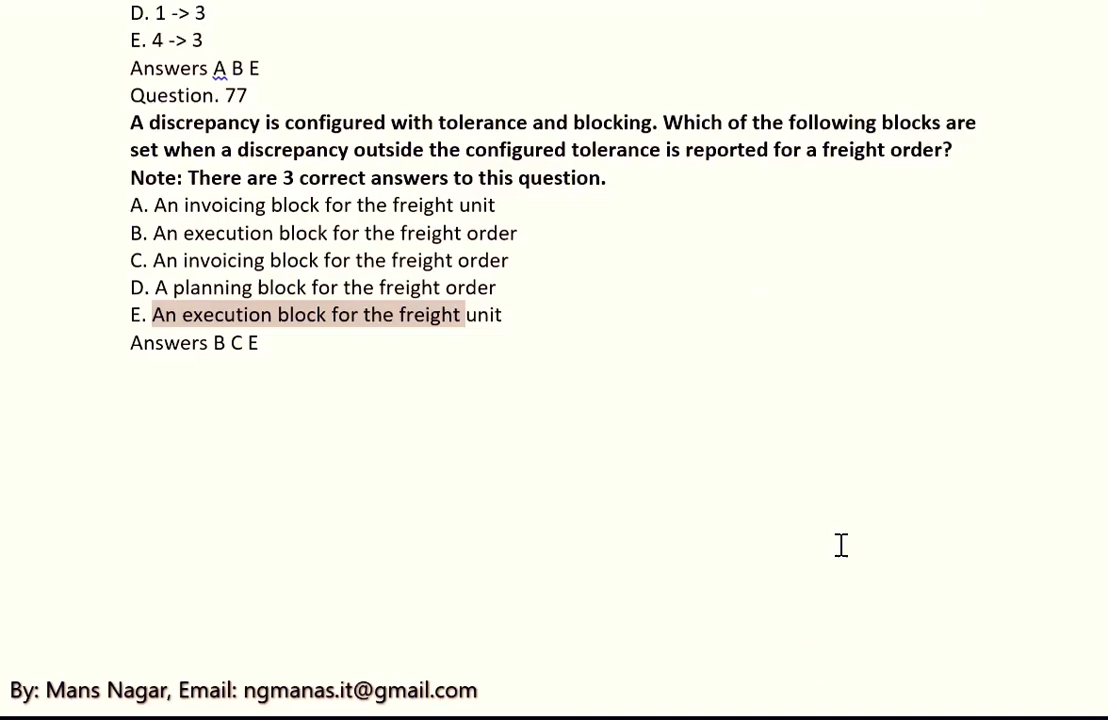 D. 1 -> 3
E. 4 -> 3
Answers A B E
Question. 77
A discrepancy is configured with tolerance and blocking. Which of the following blocks are
set when a discrepancy outside the configured tolerance is reported for a freight order?
Note: There are 3 correct answers to this question.
A. An invoicing block for the freight unit
B. An execution block for the freight order
C. An invoicing block for the freight order
D. A planning block for the freight order
E. An execution block for the freight unit
Answers B C E
By: Mans Nagar, Email: ngmanas.it@gmail.com